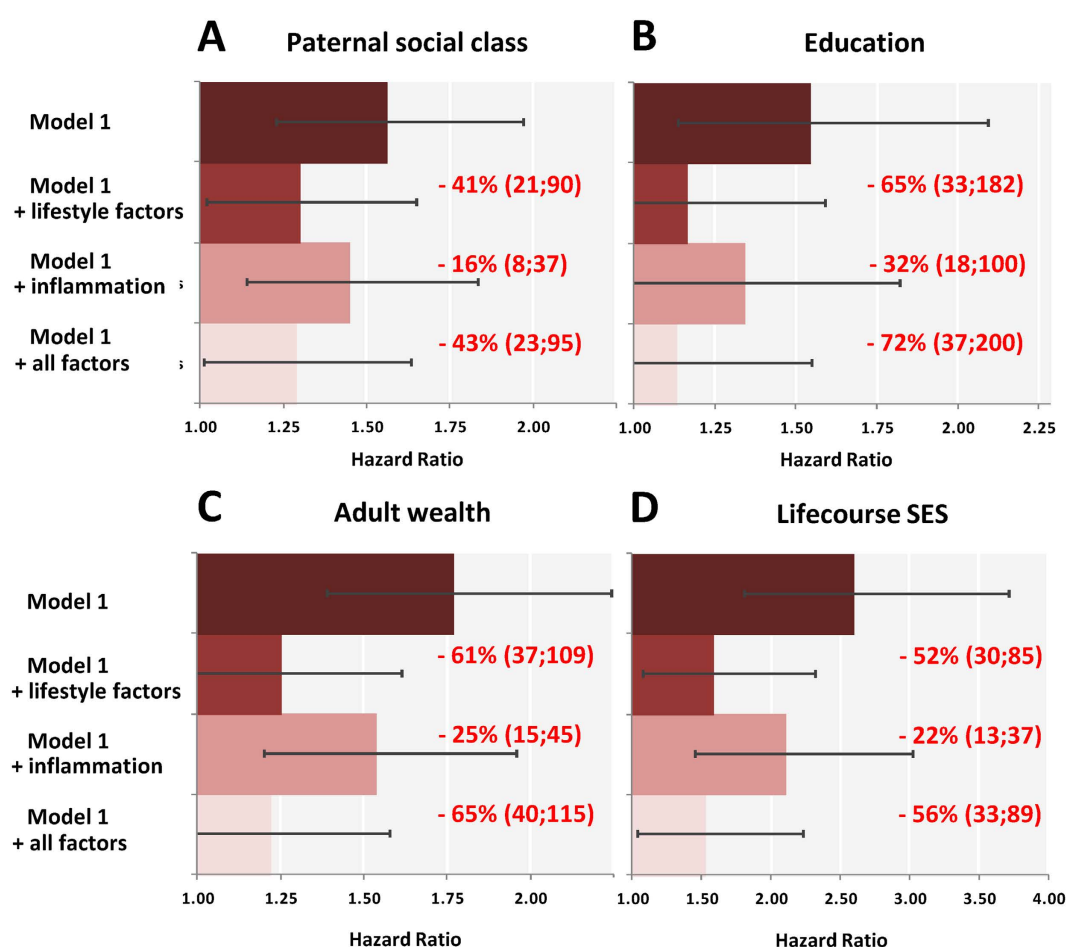 A Paternal social class
B Education
Model 1
Model 1
+ lifestyle factors
- 41% (21;90)
- 65% (33;182)
Model 1
+ inflammation s
- 16% (8;37)
- 32% (18;100)
Model 1
+ all factors s
- 43% (23;95)
- 72% (37;200)
1.00 1.25 1.50 1.75 2.00
1.00 1.25 1.50 1.75 2.00 2.25
Hazard Ratio
Hazard Ratio
C Adult wealth
D Lifecourse SES
Model 1
Model 1
+ lifestyle factors
- 61% (37;109)
- 52% (30;85)
Model 1
+ inflammation
- 25% (15;45)
- 22% (13;37)
Model 1
+ all factors
- 65% (40;115)
- 56% (33;89)
1.00 1.25 1.50 1.75 2.00
1.00 1.50 2.00 2.50 3.00 3.50 4.00
Hazard Ratio
Hazard Ratio